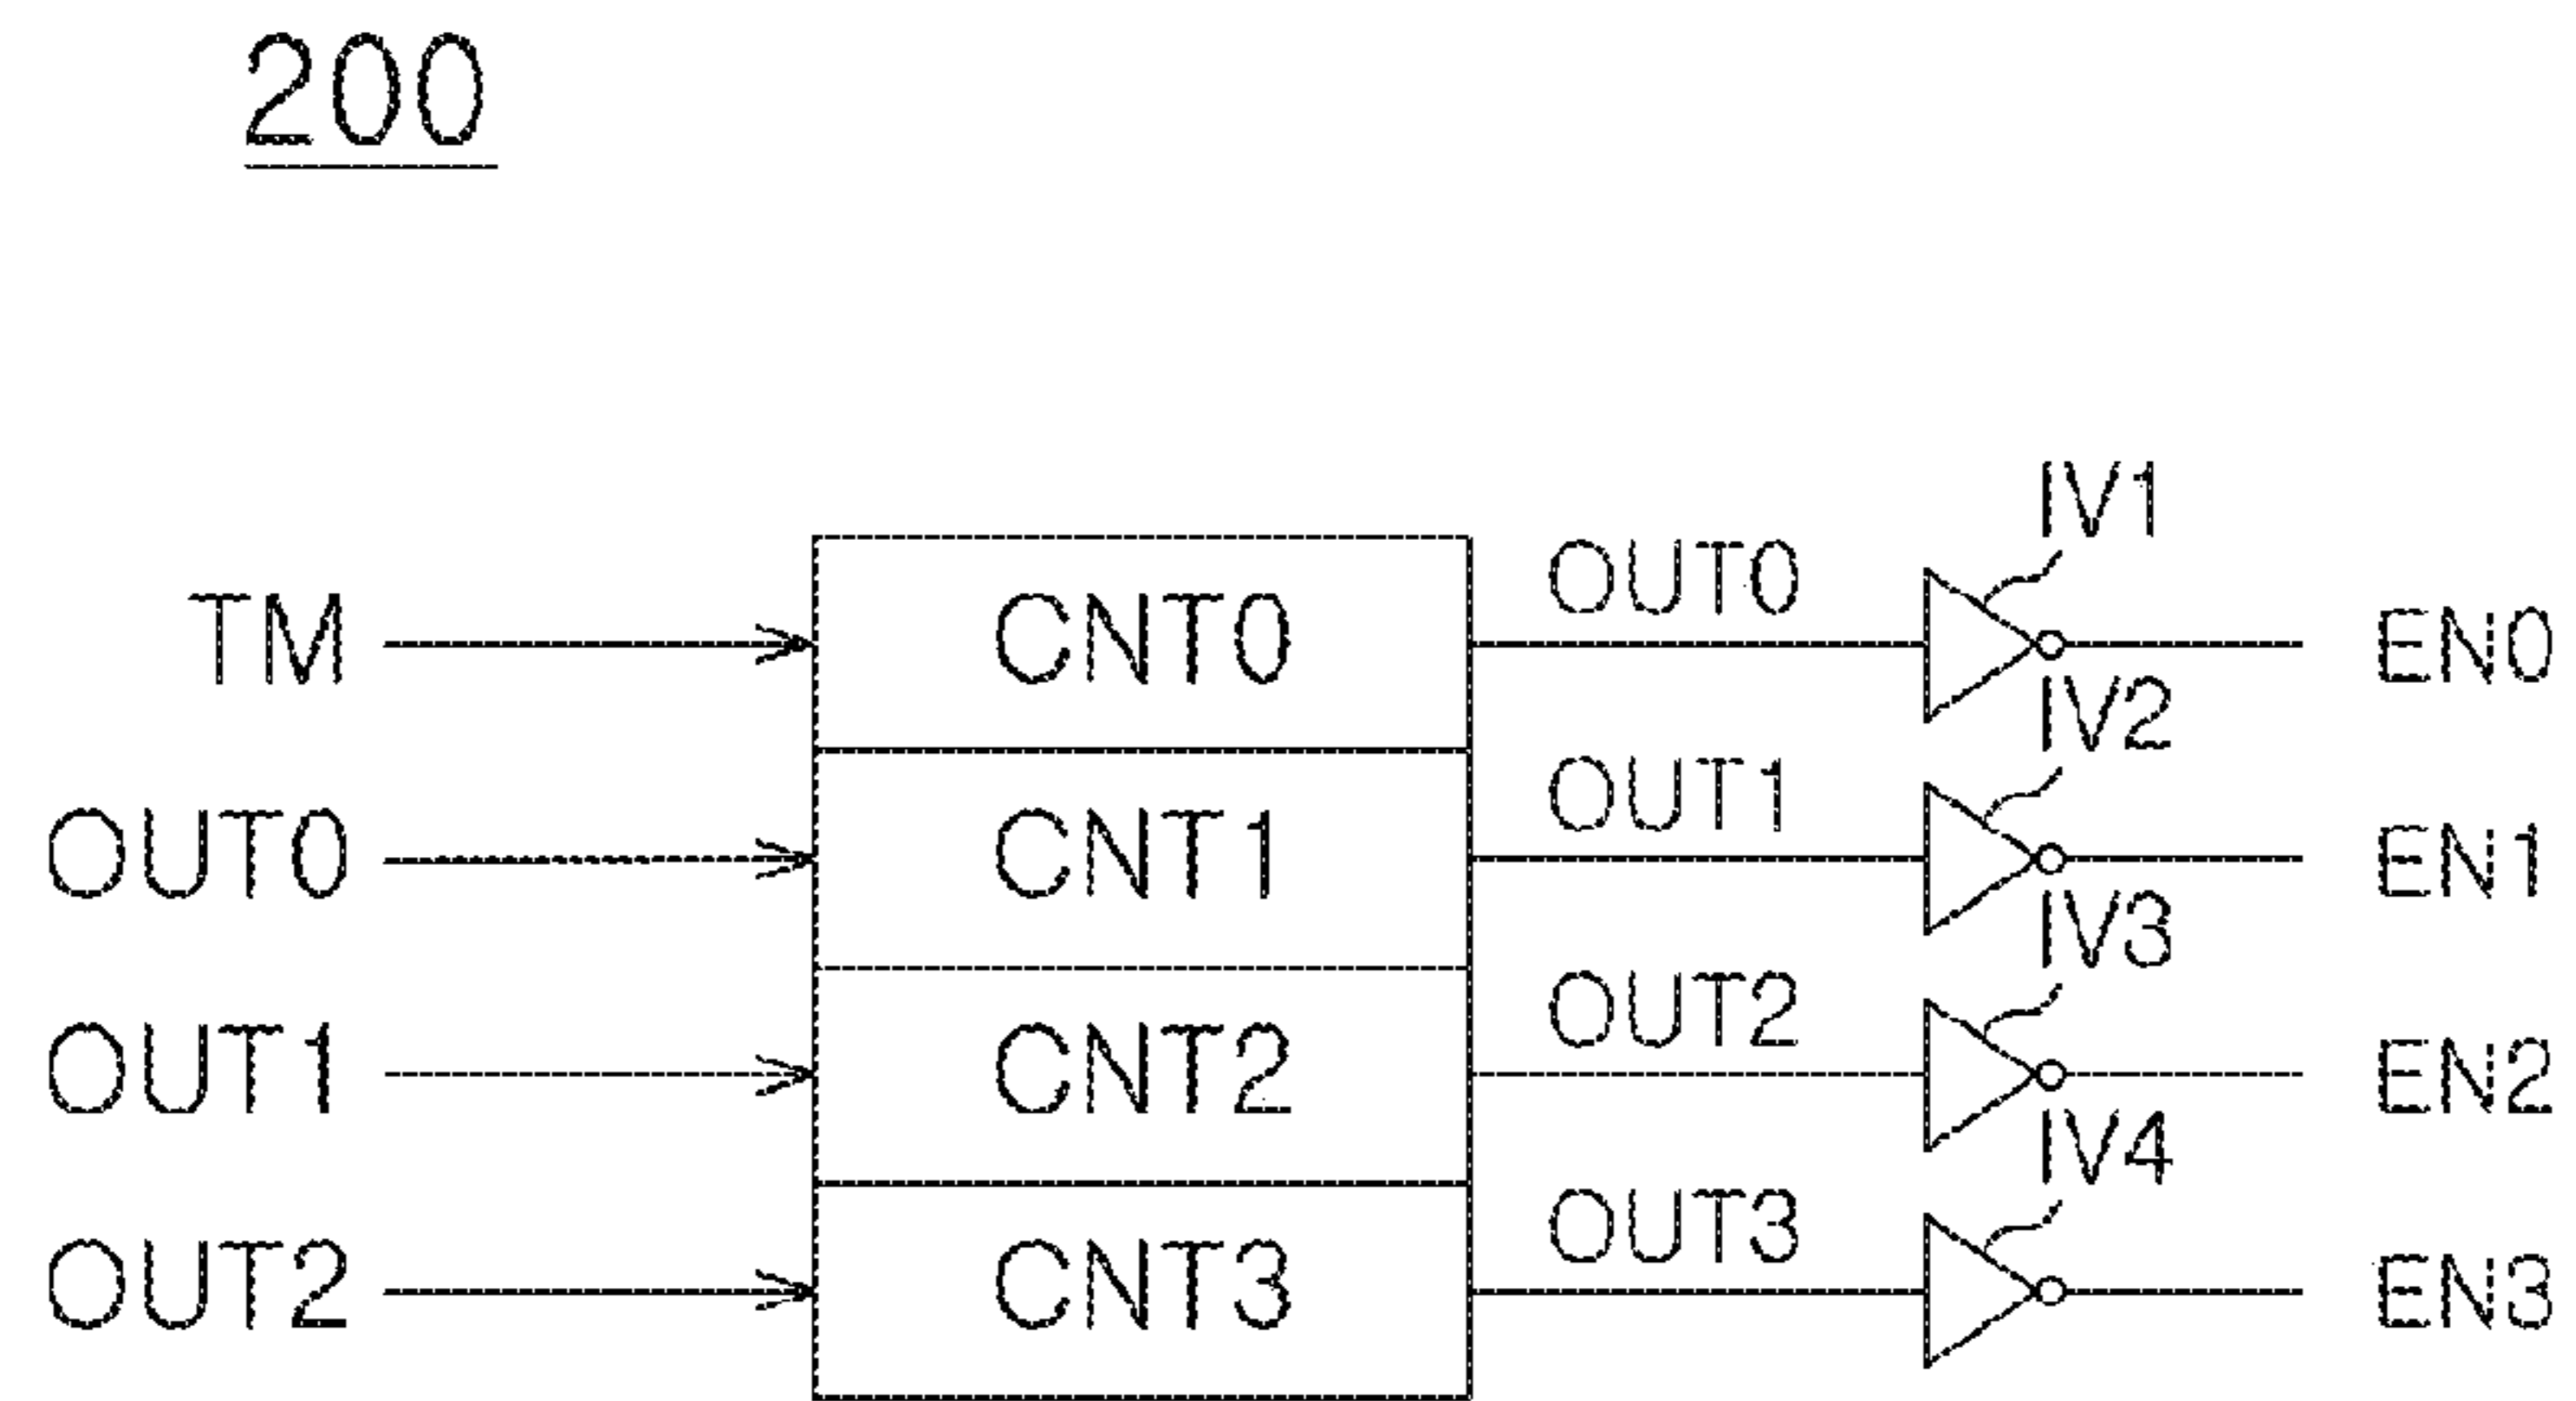 200
IV1
TM CNT0 OUT0 EN0
IV2
OUT0 CNT1 OUT1 EN1
IV3
OUT1 CNT2 OUT2 EN2
IV4
OUT2 CNT3 OUT3 EN3